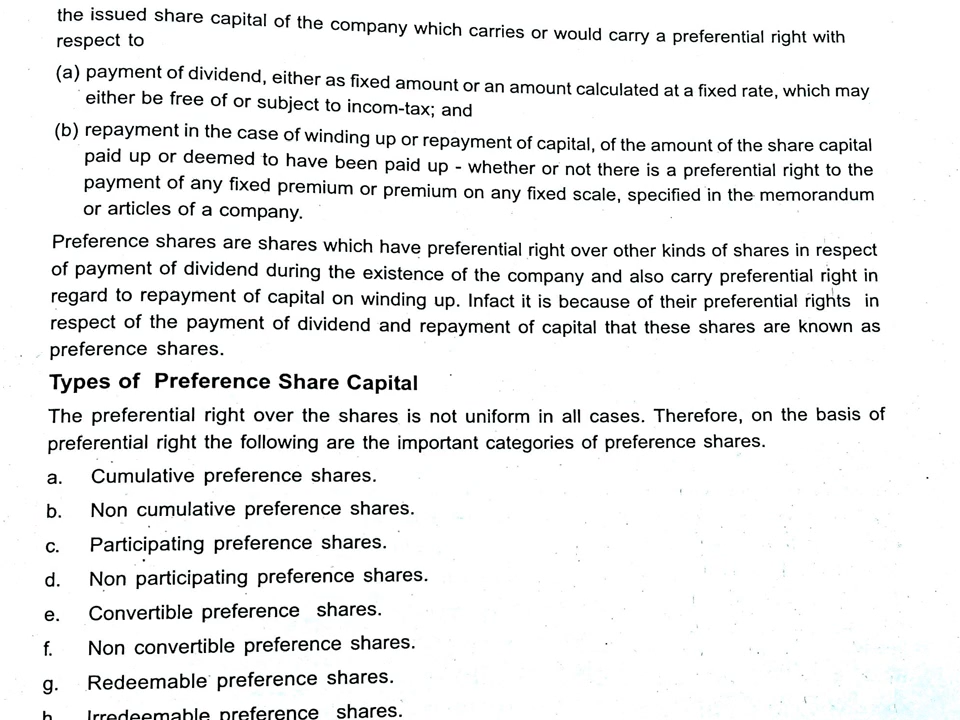 the issued share capital of the company which carries or would carry a preferential right with
respect to
(a) payment of dividend, either as fixed amount or an amount calculated at a fixed rate, which may
either be free of or subject to incom-tax; and
(b) repayment in the case of winding up or repayment of capital, of the amount of the share capital
paid up or deemed to have been paid up - whether or not there is a preferential right to the
payment of any fixed premium or premium on any fixed scale, specified in the memorandum
or articles of a company.
Preference shares are shares which have preferential right over other kinds of shares in respect
of payment of dividend during the existence of the company and also carry preferential right in
regard to repayment of capital on winding up. Infact it is because of their preferential rights in
respect of the payment of dividend and repayment of capital that these shares are known as
preference shares.
Types of Preference Share Capital
The preferential right over the shares is not uniform in all cases. Therefore, on the basis of
preferential right the following are the important categories of preference shares.
a. Cumulative preference shares.
b. Non cumulative preference shares.
c. Participating preference shares.
d. Non participating preference shares.
e. Convertible preference shares.
f. Non convertible preference shares.
g. Redeemable preference shares.
h. Irredeemable preference shares.